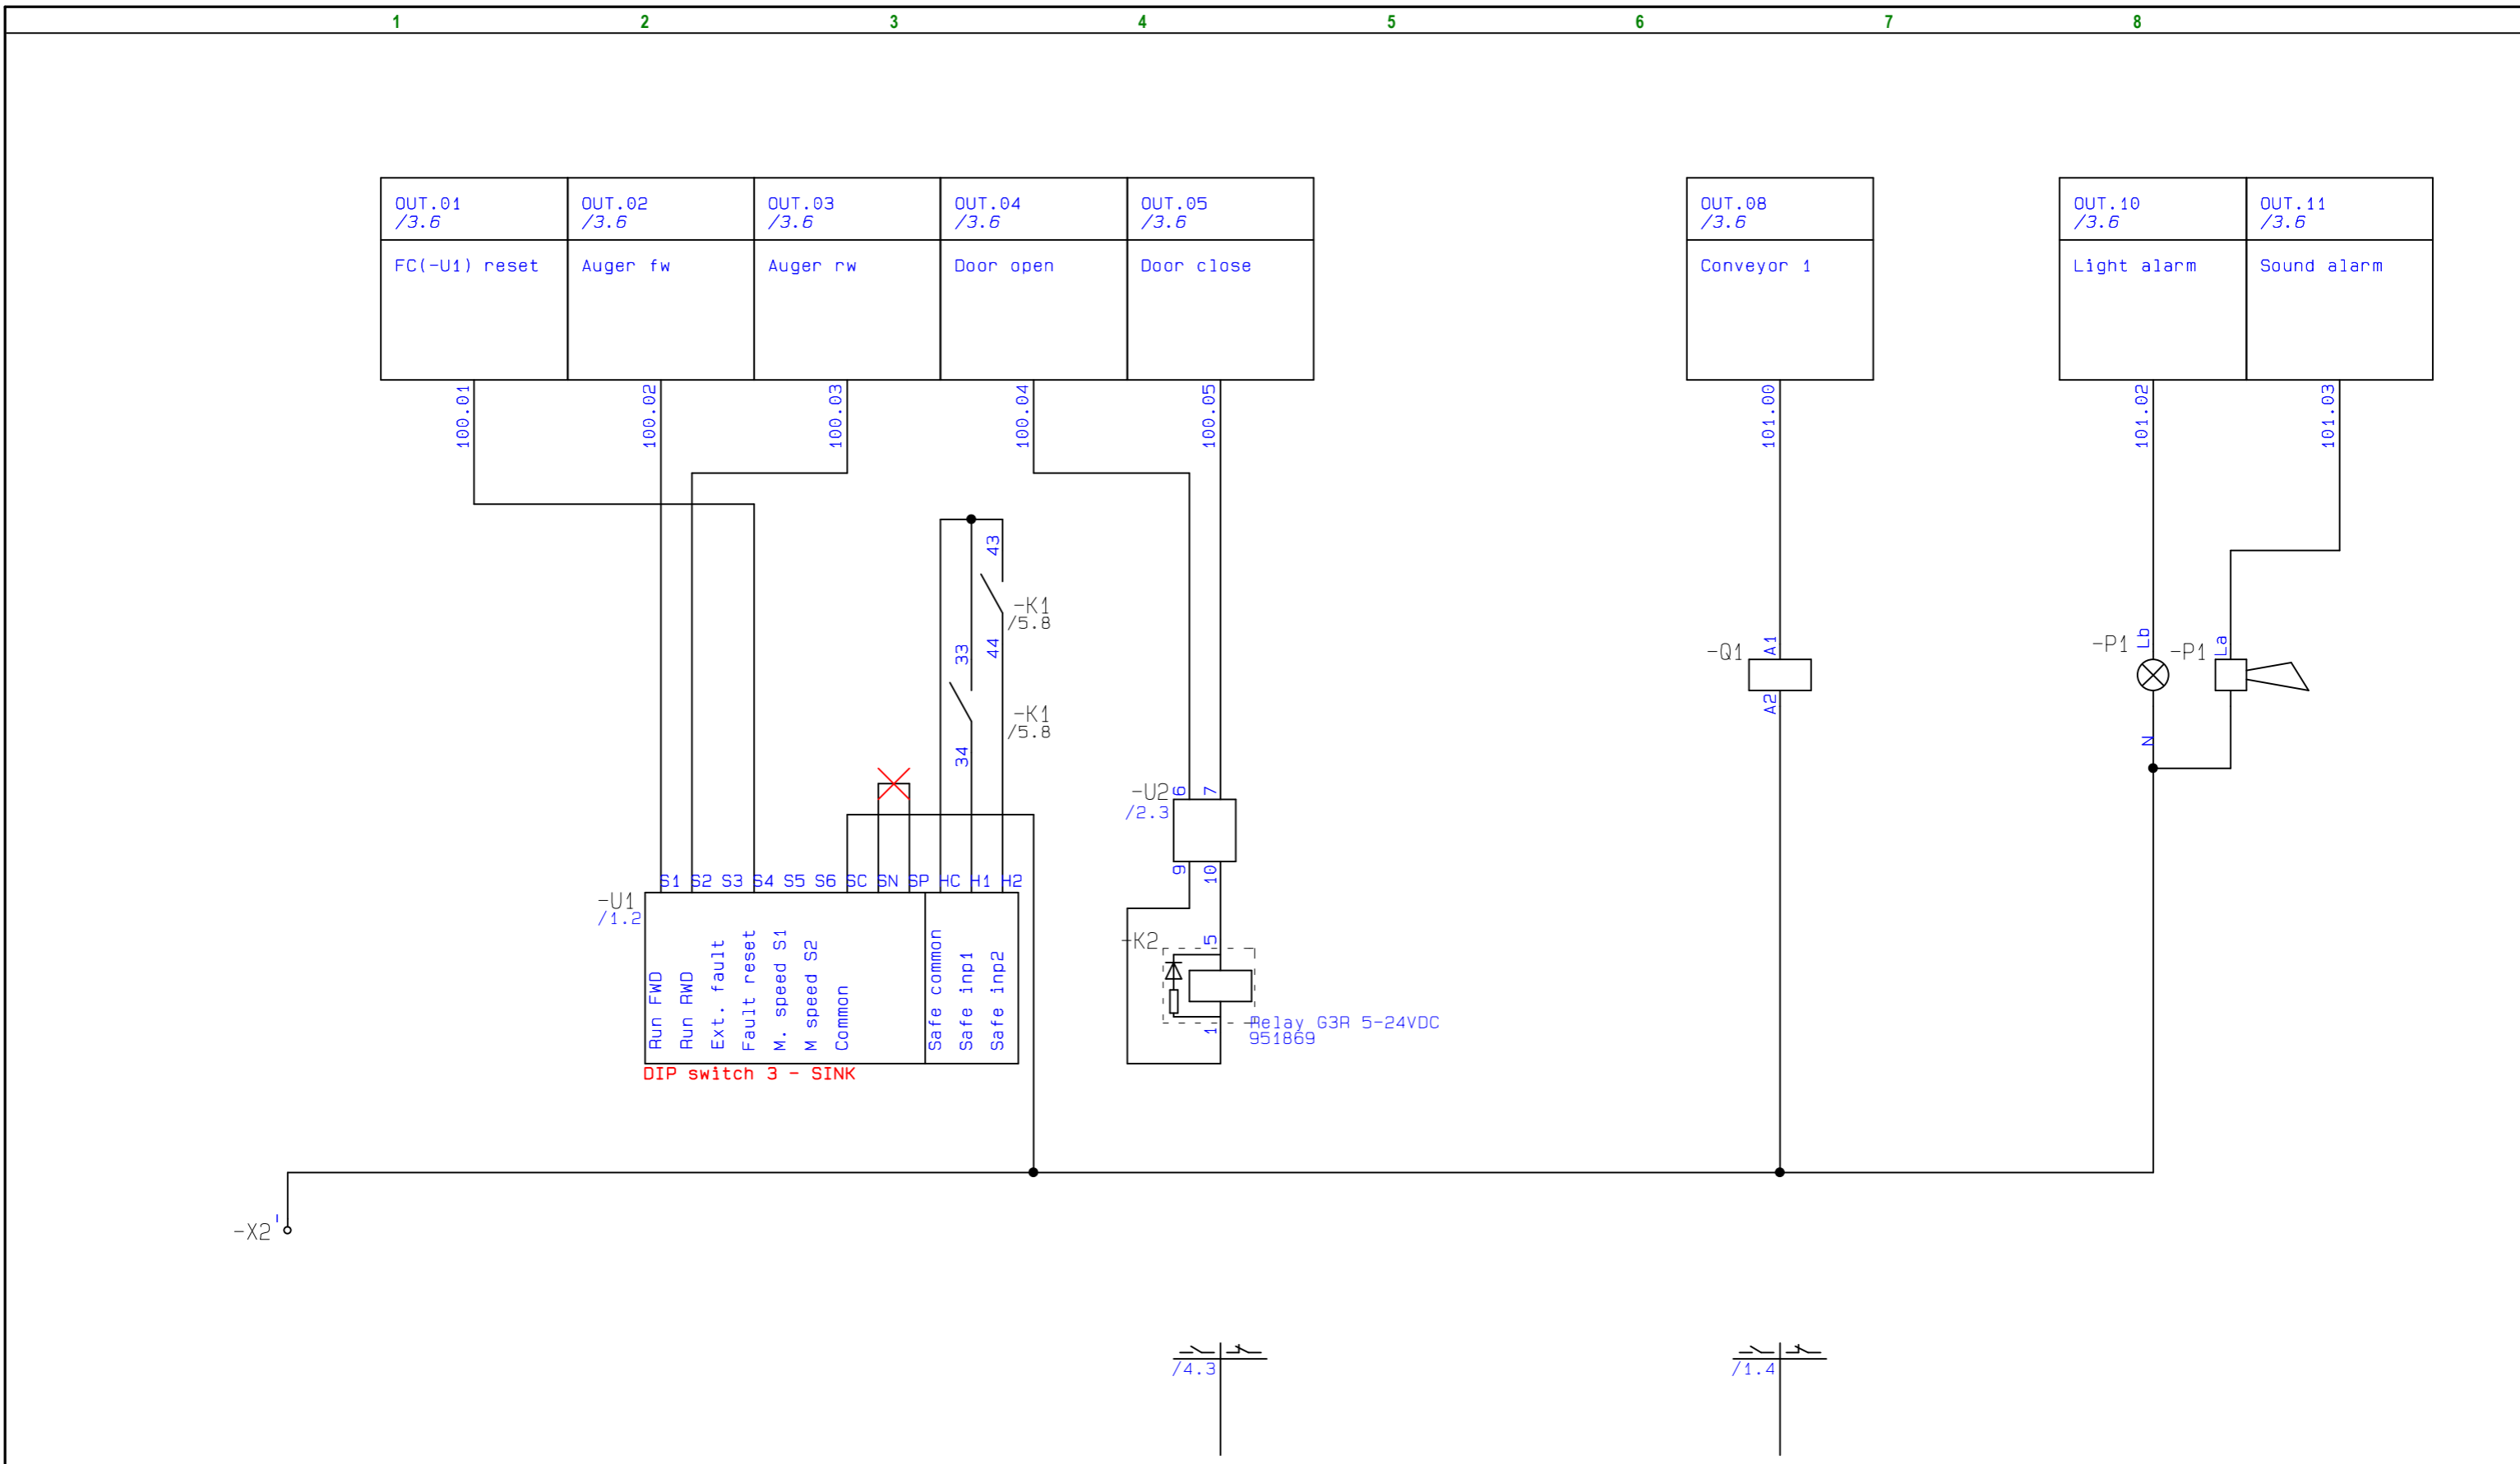 1 2 3 4 5 6 7 8
OUT.01 OUT.02 OUT.03 OUT.04 OUT.05 OUT.08 OUT.10 OUT.11
/3.6 /3.6 /3.6 /3.6 /3.6 /3.6 /3.6 /3.6
FC(-U1) reset Auger fw Auger rw Door open Door close Conveyor 1 Light alarm Sound alarm
100.01 100.02 100.03 100.04 100.05 101.00 101.02 101.03
43
-K1
/5.8
44
33
-K1
/5.8
34
-Q1 A1
A2
-P1 Lb
-P1 La
N
-U2 6 7
/2.3
9 10
S1 S2 S3 S4 S5 S6 SC SN SP HC H1 H2
-U1
/1.2
Run FWD
Run RWD
Ext. fault
Fault reset
M. speed S1
M speed S2
Common
Safe common
Safe inp1
Safe inp2
DIP switch 3 - SINK
-K2 5
1
Relay G3R 5-24VDC
951869
-X2
/4.3 /1.4